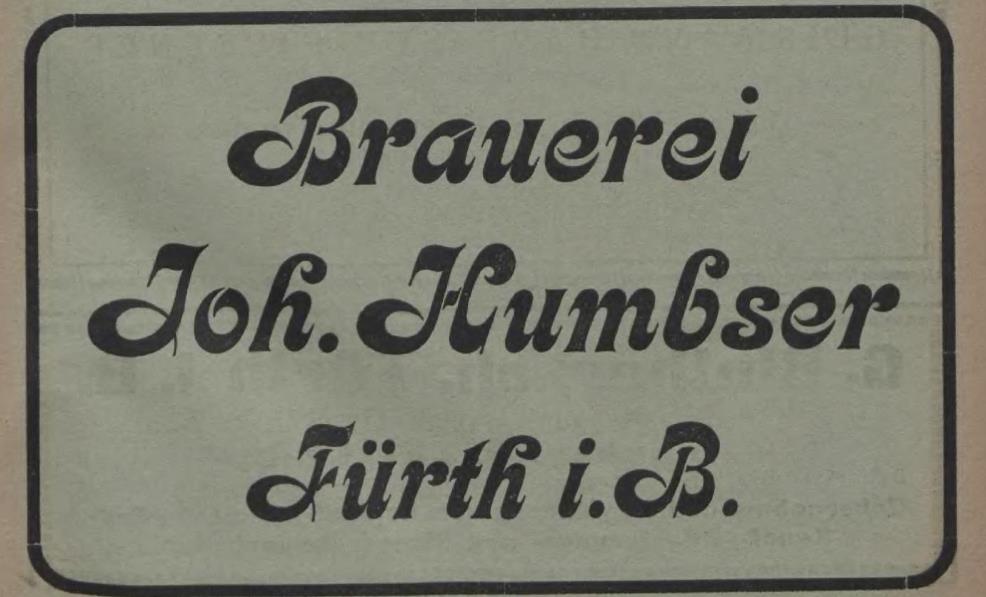 Brauerei
Joh. Humbser
Fürth i. B.